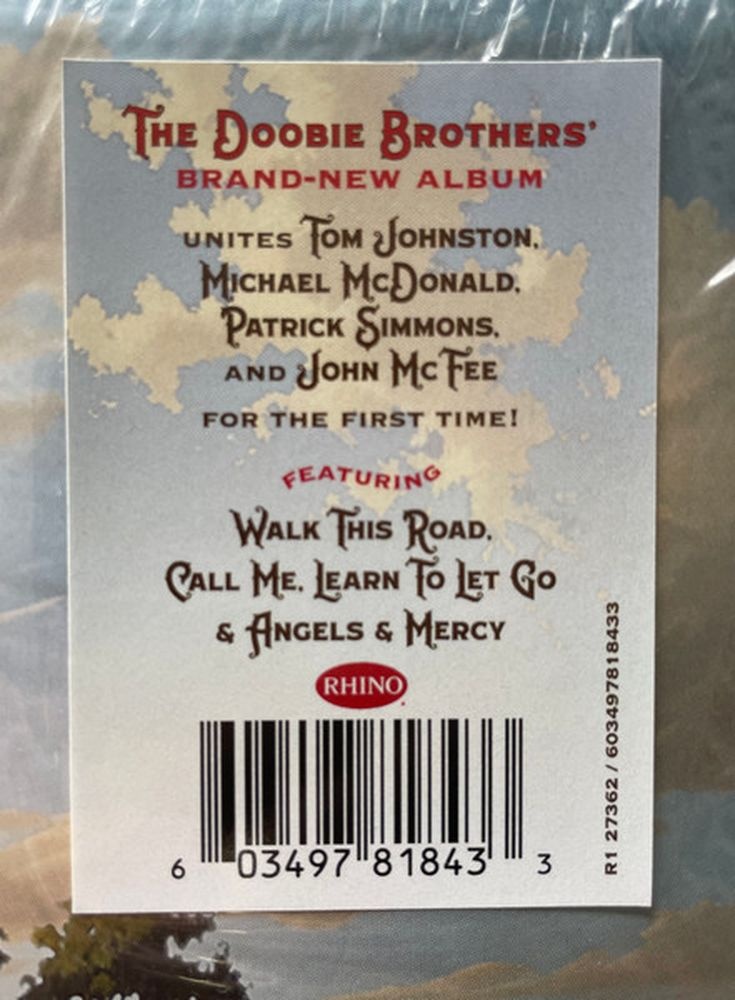 THE DOOBIE BROTHERS'
BRAND-NEW ALBUM
UNITES TOM JOHNSTON,
MICHAEL MCDONALD,
PATRICK SIMMONS,
AND JOHN MCFEE
FOR THE FIRST TIME!
FEATURING
WALK THIS ROAD,
CALL ME, LEARN TO LET GO
& ANGELS & MERCY
RHINO
6 03497 81843 3
R1 27362 / 603497818433